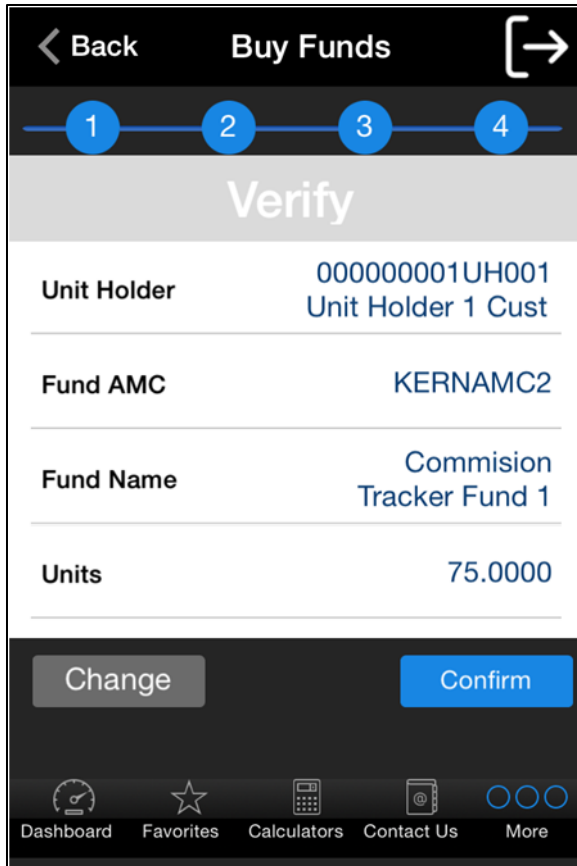 Back Buy Funds
1 2 3 4
Verify
Unit Holder 000000001UH001
Unit Holder 1 Cust
Fund AMC KERNAMC2
Fund Name Commision
Tracker Fund 1
Units 75.0000
Change Confirm
@
Dashboard Favorites Calculators Contact Us More